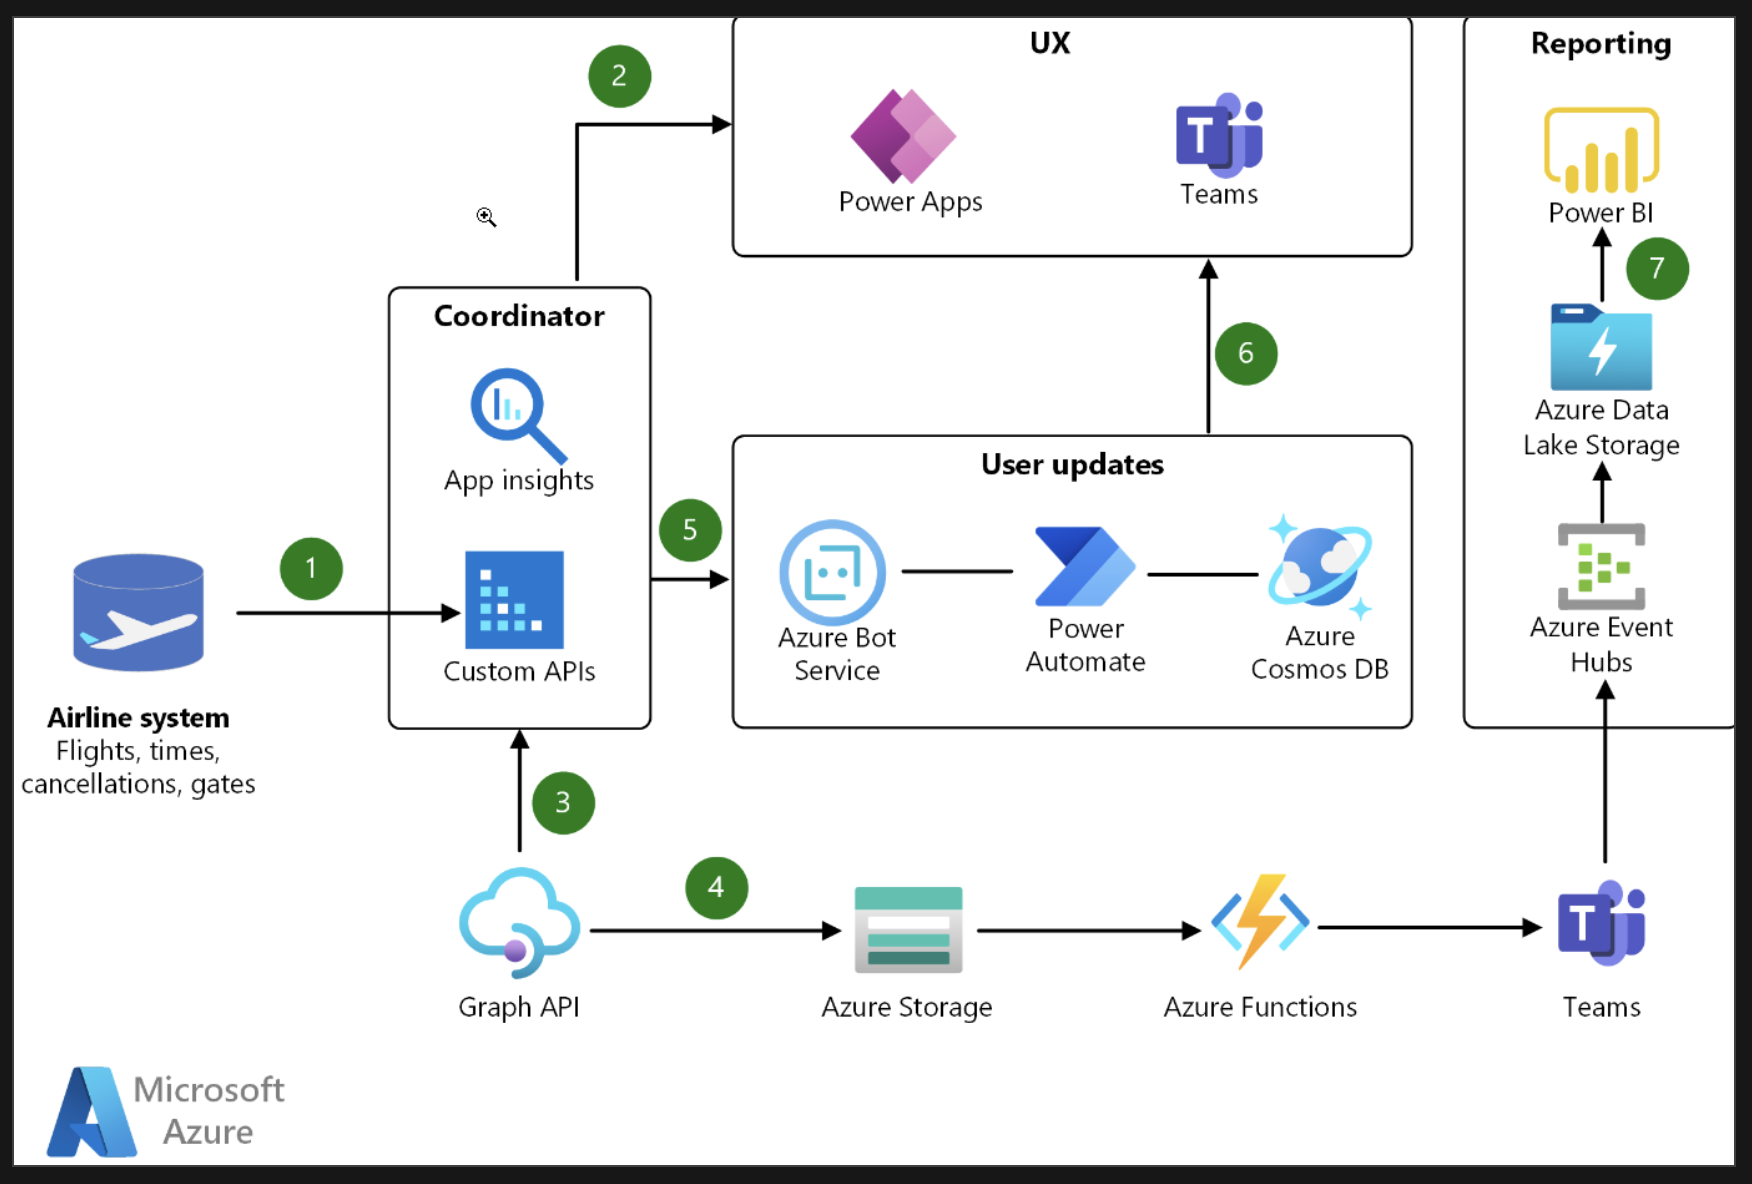 UX
Reporting
2
Power Apps
Teams
Power BI
7
Coordinator
6
Azure Data
Lake Storage
App insights
User updates
5
1
Custom APIs
Azure Bot
Service
Power
Automate
Azure
Cosmos DB
Azure Event
Hubs
Airline system
Flights, times,
cancellations, gates
3
4
Graph API
Azure Storage
Azure Functions
T
Teams
Microsoft
Azure